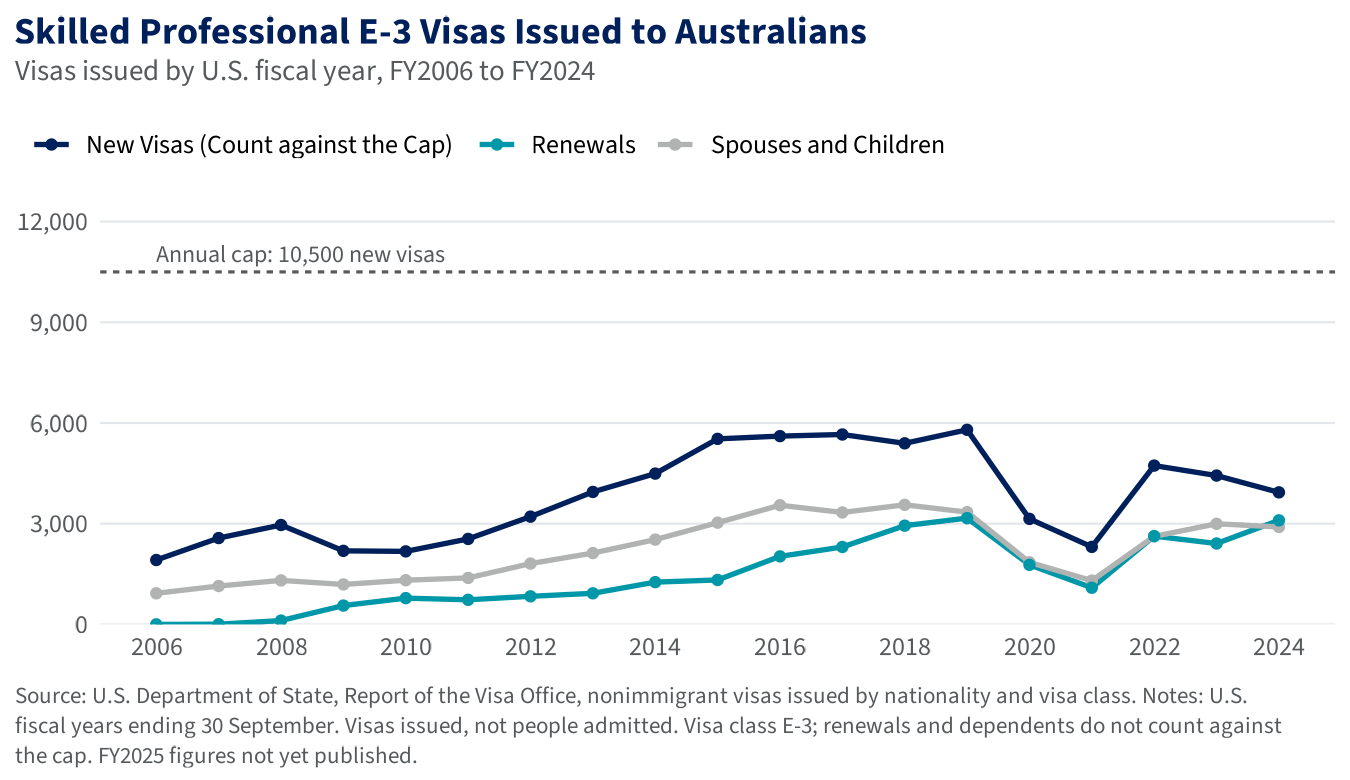 Skilled Professional E-3 Visas Issued to Australians
Visas issued by U.S. fiscal year, FY2006 to FY2024
New Visas (Count against the Cap) Renewals Spouses and Children
12,000
Annual cap: 10,500 new visas
9,000
6,000
3,000
0
2006 2008 2010 2012 2014 2016 2018 2020 2022 2024
Source: U.S. Department of State, Report of the Visa Office, nonimmigrant visas issued by nationality and visa class. Notes: U.S.
fiscal years ending 30 September. Visas issued, not people admitted. Visa class E-3; renewals and dependents do not count against
the cap. FY2025 figures not yet published.